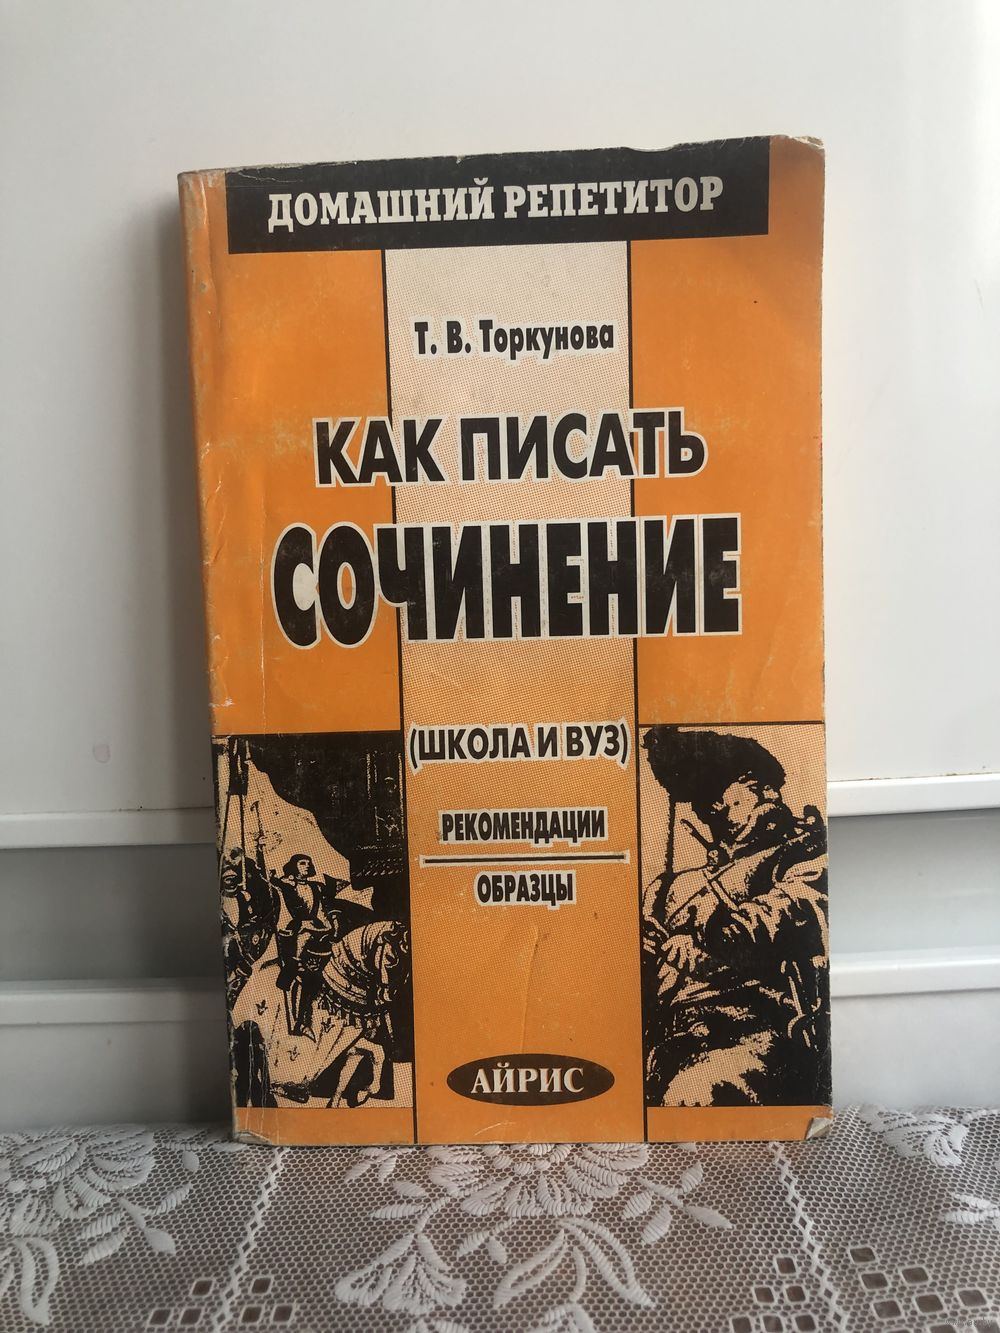 ДОМАШНИЙ РЕПЕТИТОР
Т. В. Торкунова
КАК ПИСАТЬ
СОЧИНЕНИЕ
(ШКОЛА И ВУЗ)
РЕКОМЕНДАЦИИ
ОБРАЗЦЫ
АЙРИС